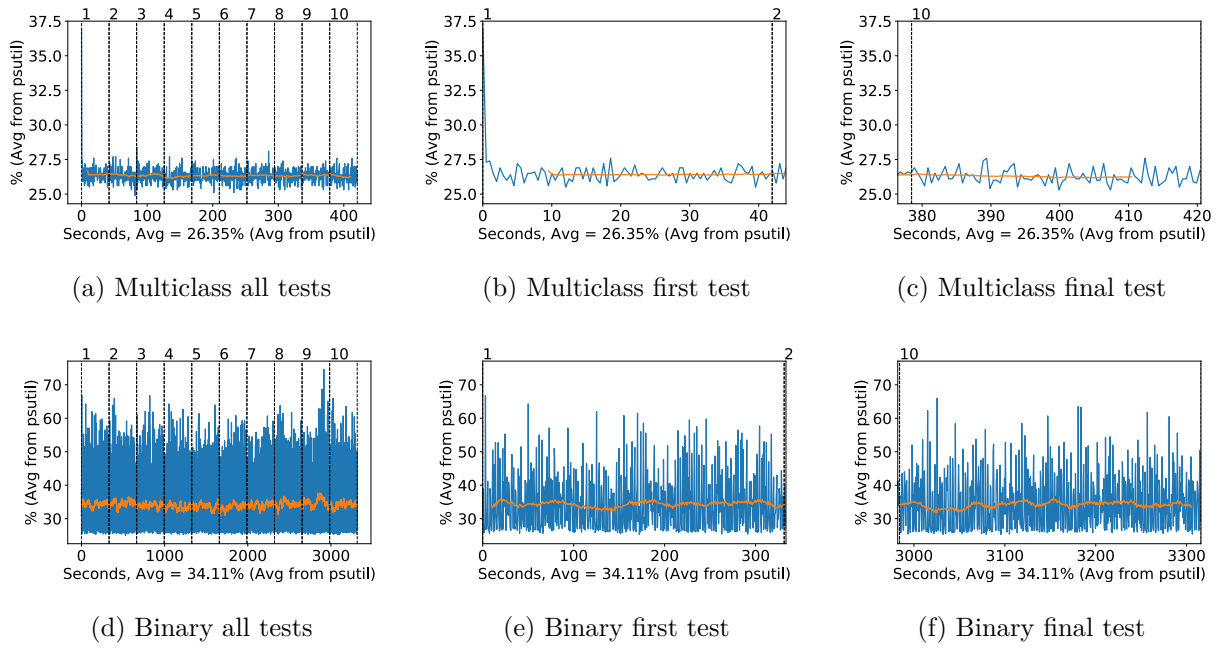 1 2 3 4 5 6 7 8 9 10
37.5
35.0
32.5
30.0
27.5
25.0
% (Avg from psutil)
0 100 200 300 400
Seconds, Avg = 26.35% (Avg from psutil)
(a) Multiclass all tests
1 2
37.5
35.0
32.5
30.0
27.5
25.0
% (Avg from psutil)
0 10 20 30 40
Seconds, Avg = 26.35% (Avg from psutil)
(b) Multiclass first test
10
37.5
35.0
32.5
30.0
27.5
25.0
% (Avg from psutil)
380 390 400 410 420
Seconds, Avg = 26.35% (Avg from psutil)
(c) Multiclass final test
1 2 3 4 5 6 7 8 9 10
70
60
50
40
30
% (Avg from psutil)
0 1000 2000 3000
Seconds, Avg = 34.11% (Avg from psutil)
(d) Binary all tests
1 2
70
60
50
40
30
% (Avg from psutil)
0 100 200 300
Seconds, Avg = 34.11% (Avg from psutil)
(e) Binary first test
10
70
60
50
40
30
% (Avg from psutil)
3000 3100 3200 3300
Seconds, Avg = 34.11% (Avg from psutil)
(f) Binary final test